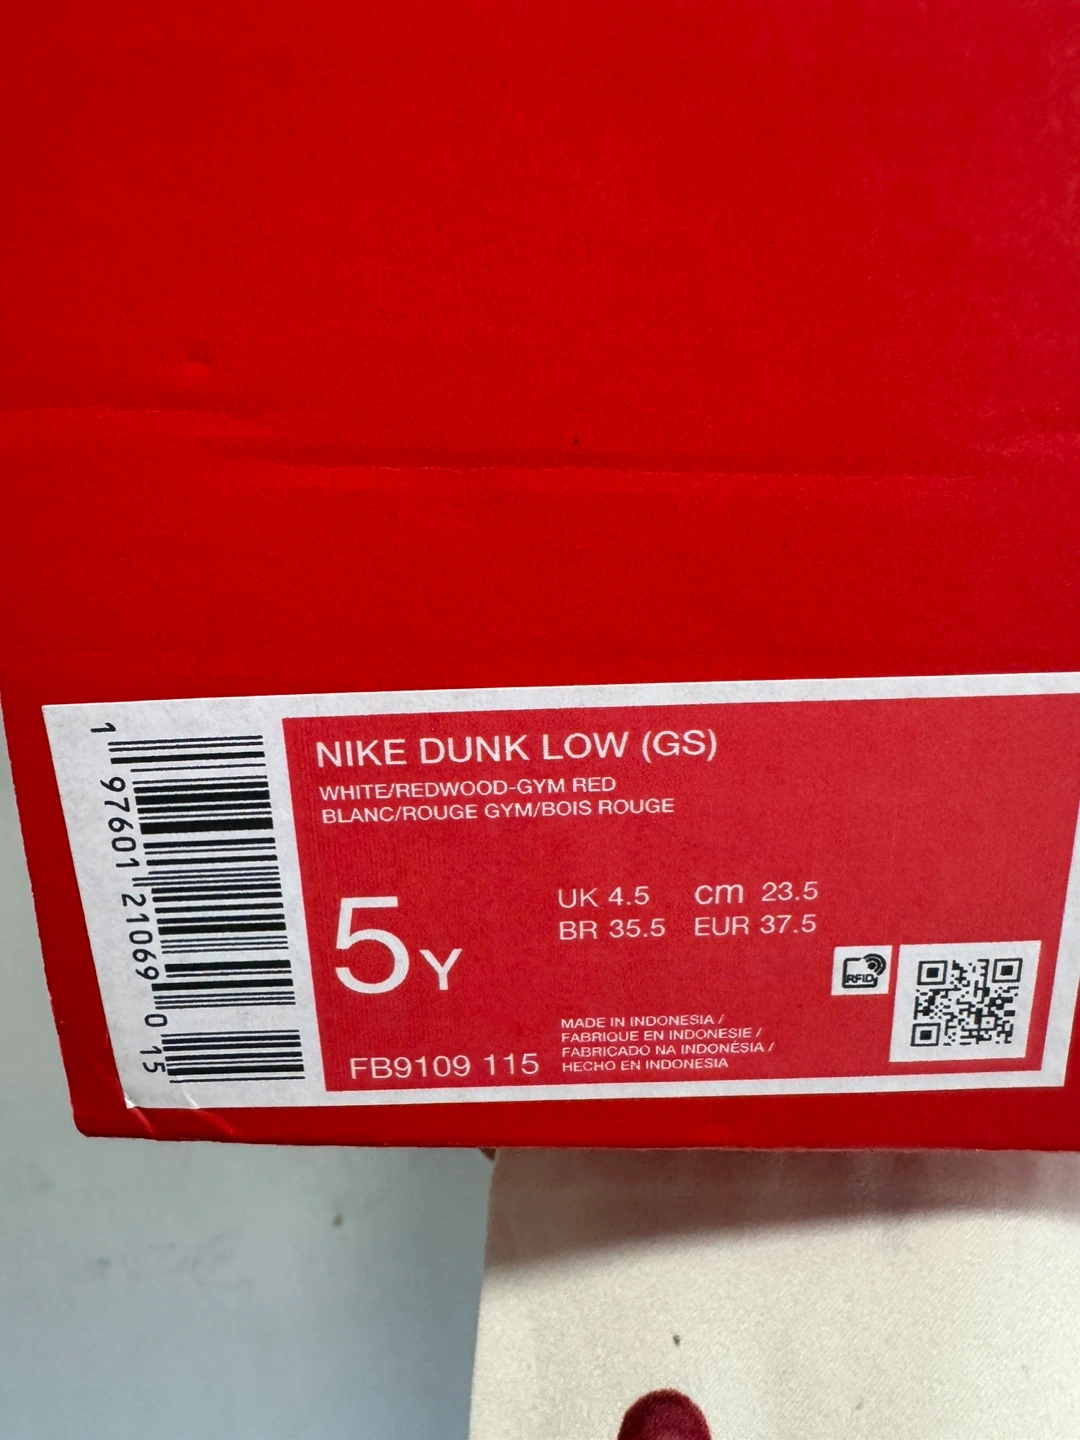 NIKE DUNK LOW (GS)
WHITE/REDWOOD-GYM RED
BLANC/ROUGE GYM/BOIS ROUGE
5Y
UK 4.5 cm 23.5
BR 35.5 EUR 37.5
FB9109 115
MADE IN INDONESIA /
FABRIQUE EN INDONESIE /
FABRICADO NA INDONÉSIA /
HECHO EN INDONESIA
RFID
1 97601 21069 0 15